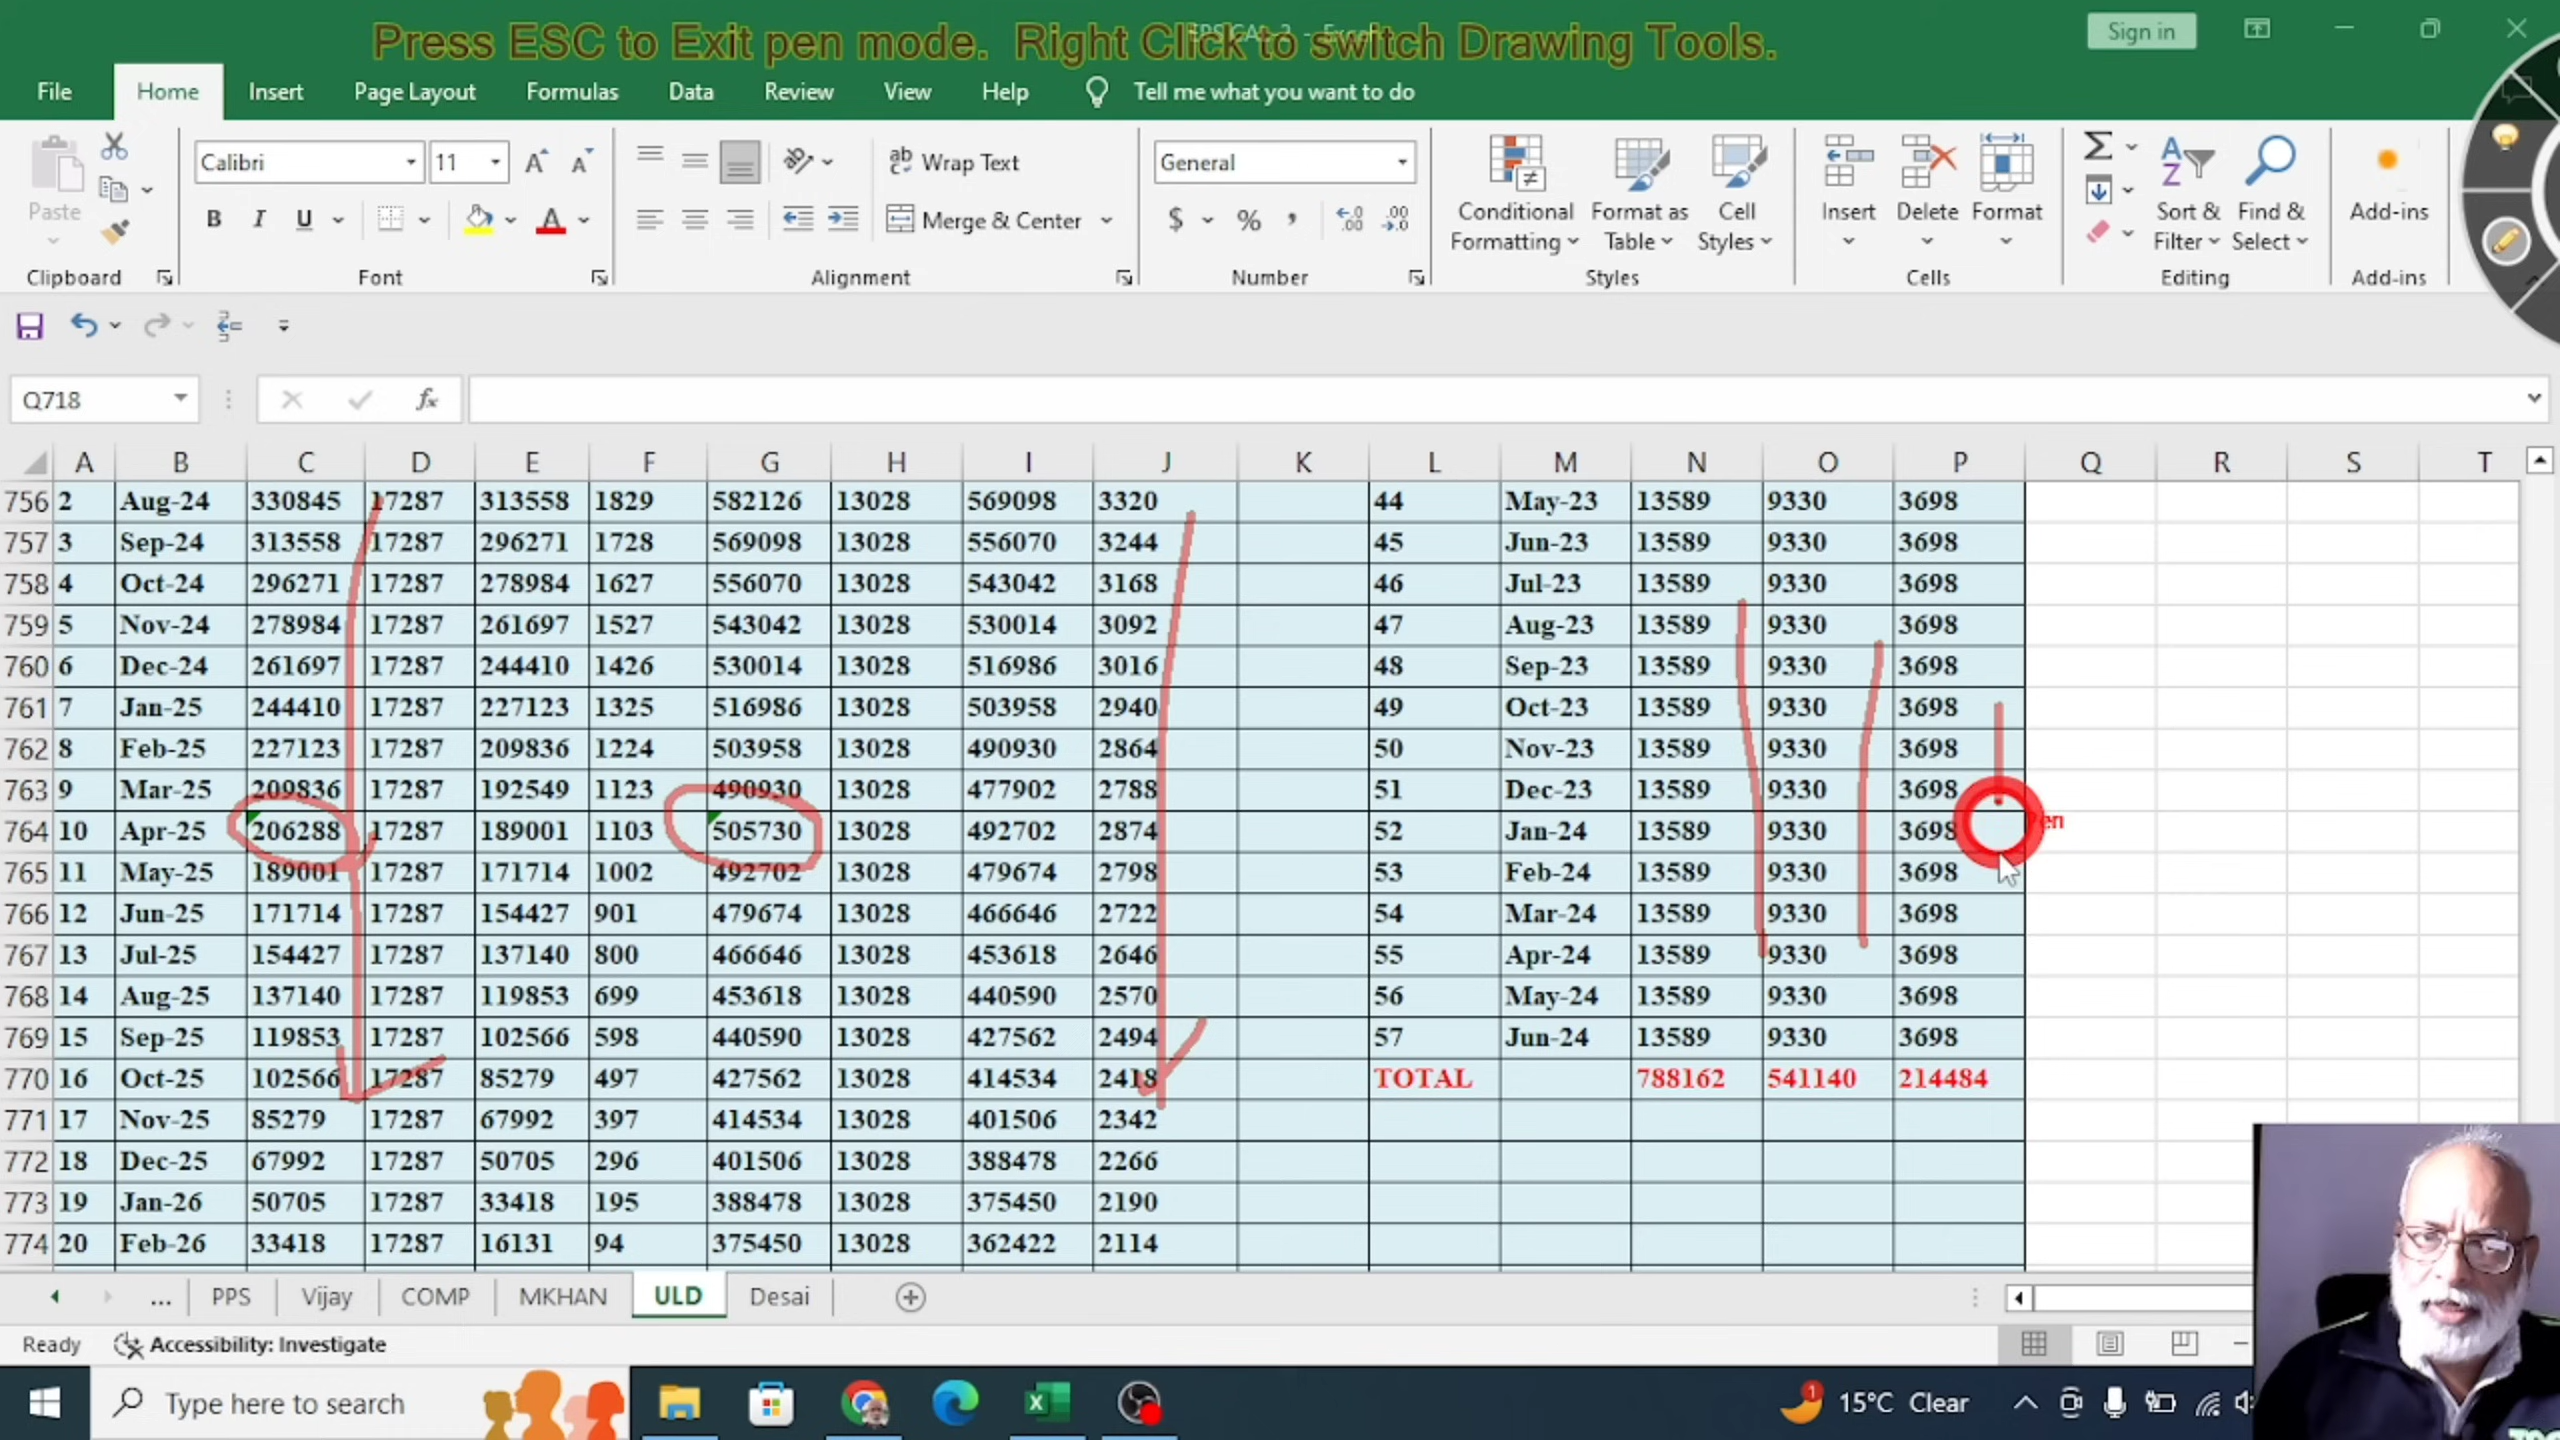 Press ESC to Exit pen mode. Right Click to switch Drawing Tools.
Sign in
File Home Insert Page Layout Formulas Data Review View Help Tell me what you want to do
Paste
Calibri 11
Wrap Text
Merge & Center
General
Conditional Formatting
Format as Table
Cell Styles
Insert Delete Format
Sort & Filter
Find & Select
Add-ins
Clipboard Font Alignment Number Styles Cells Editing Add-ins
Q718 fx
A B C D E F G H I J K L M N O P Q R S T
756 2 Aug-24 330845 17287 313558 1829 582126 13028 569098 3320 44 May-23 13589 9330 3698
757 3 Sep-24 313558 17287 296271 1728 569098 13028 556070 3244 45 Jun-23 13589 9330 3698
758 4 Oct-24 296271 17287 278984 1627 556070 13028 543042 3168 46 Jul-23 13589 9330 3698
759 5 Nov-24 278984 17287 261697 1527 543042 13028 530014 3092 47 Aug-23 13589 9330 3698
760 6 Dec-24 261697 17287 244410 1426 530014 13028 516986 3016 48 Sep-23 13589 9330 3698
761 7 Jan-25 244410 17287 227123 1325 516986 13028 503958 2940 49 Oct-23 13589 9330 3698
762 8 Feb-25 227123 17287 209836 1224 503958 13028 490930 2864 50 Nov-23 13589 9330 3698
763 9 Mar-25 209836 17287 192549 1123 490930 13028 477902 2788 51 Dec-23 13589 9330 3698
764 10 Apr-25 206288 17287 189001 1103 505730 13028 492702 2874 52 Jan-24 13589 9330 3698
765 11 May-25 189001 17287 171714 1002 492702 13028 479674 2798 53 Feb-24 13589 9330 3698
766 12 Jun-25 171714 17287 154427 901 479674 13028 466646 2722 54 Mar-24 13589 9330 3698
767 13 Jul-25 154427 17287 137140 800 466646 13028 453618 2646 55 Apr-24 13589 9330 3698
768 14 Aug-25 137140 17287 119853 699 453618 13028 440590 2570 56 May-24 13589 9330 3698
769 15 Sep-25 119853 17287 102566 598 440590 13028 427562 2494 57 Jun-24 13589 9330 3698
770 16 Oct-25 102566 17287 85279 497 427562 13028 414534 2418 TOTAL 788162 541140 214484
771 17 Nov-25 85279 17287 67992 397 414534 13028 401506 2342
772 18 Dec-25 67992 17287 50705 296 401506 13028 388478 2266
773 19 Jan-26 50705 17287 33418 195 388478 13028 375450 2190
774 20 Feb-26 33418 17287 16131 94 375450 13028 362422 2114
... PPS Vijay COMP MKHAN ULD Desai
Ready Accessibility: Investigate
Type here to search
1 15°C Clear